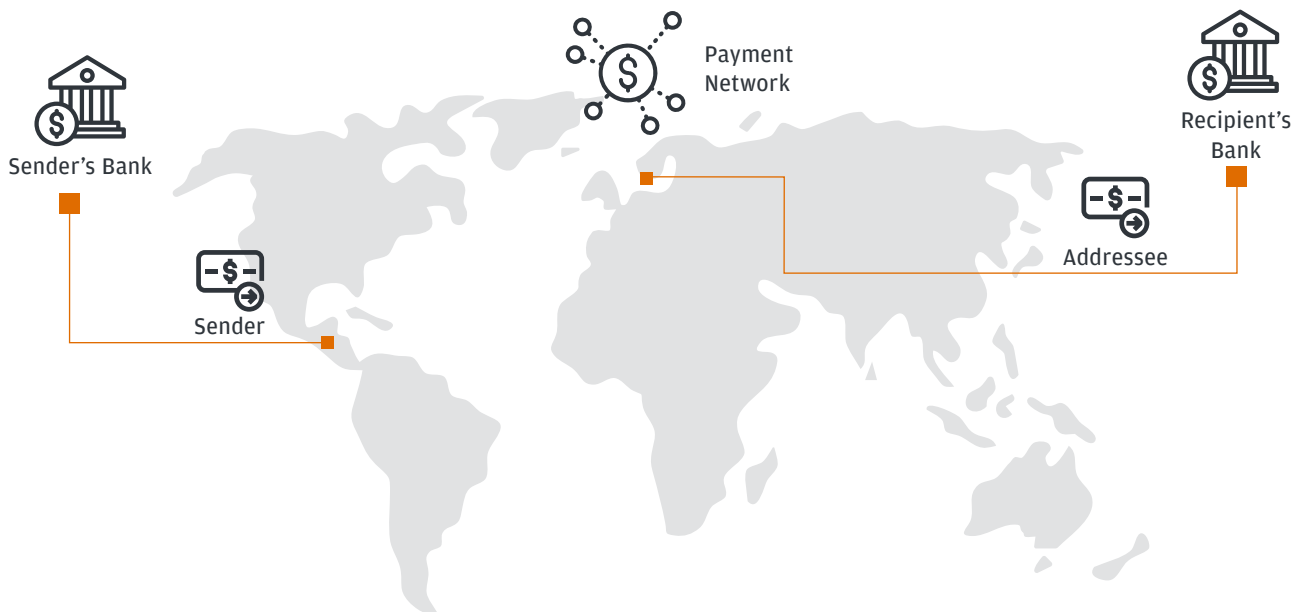 Payment
Network
Sender's Bank
Recipient's
Bank
Addressee
Sender